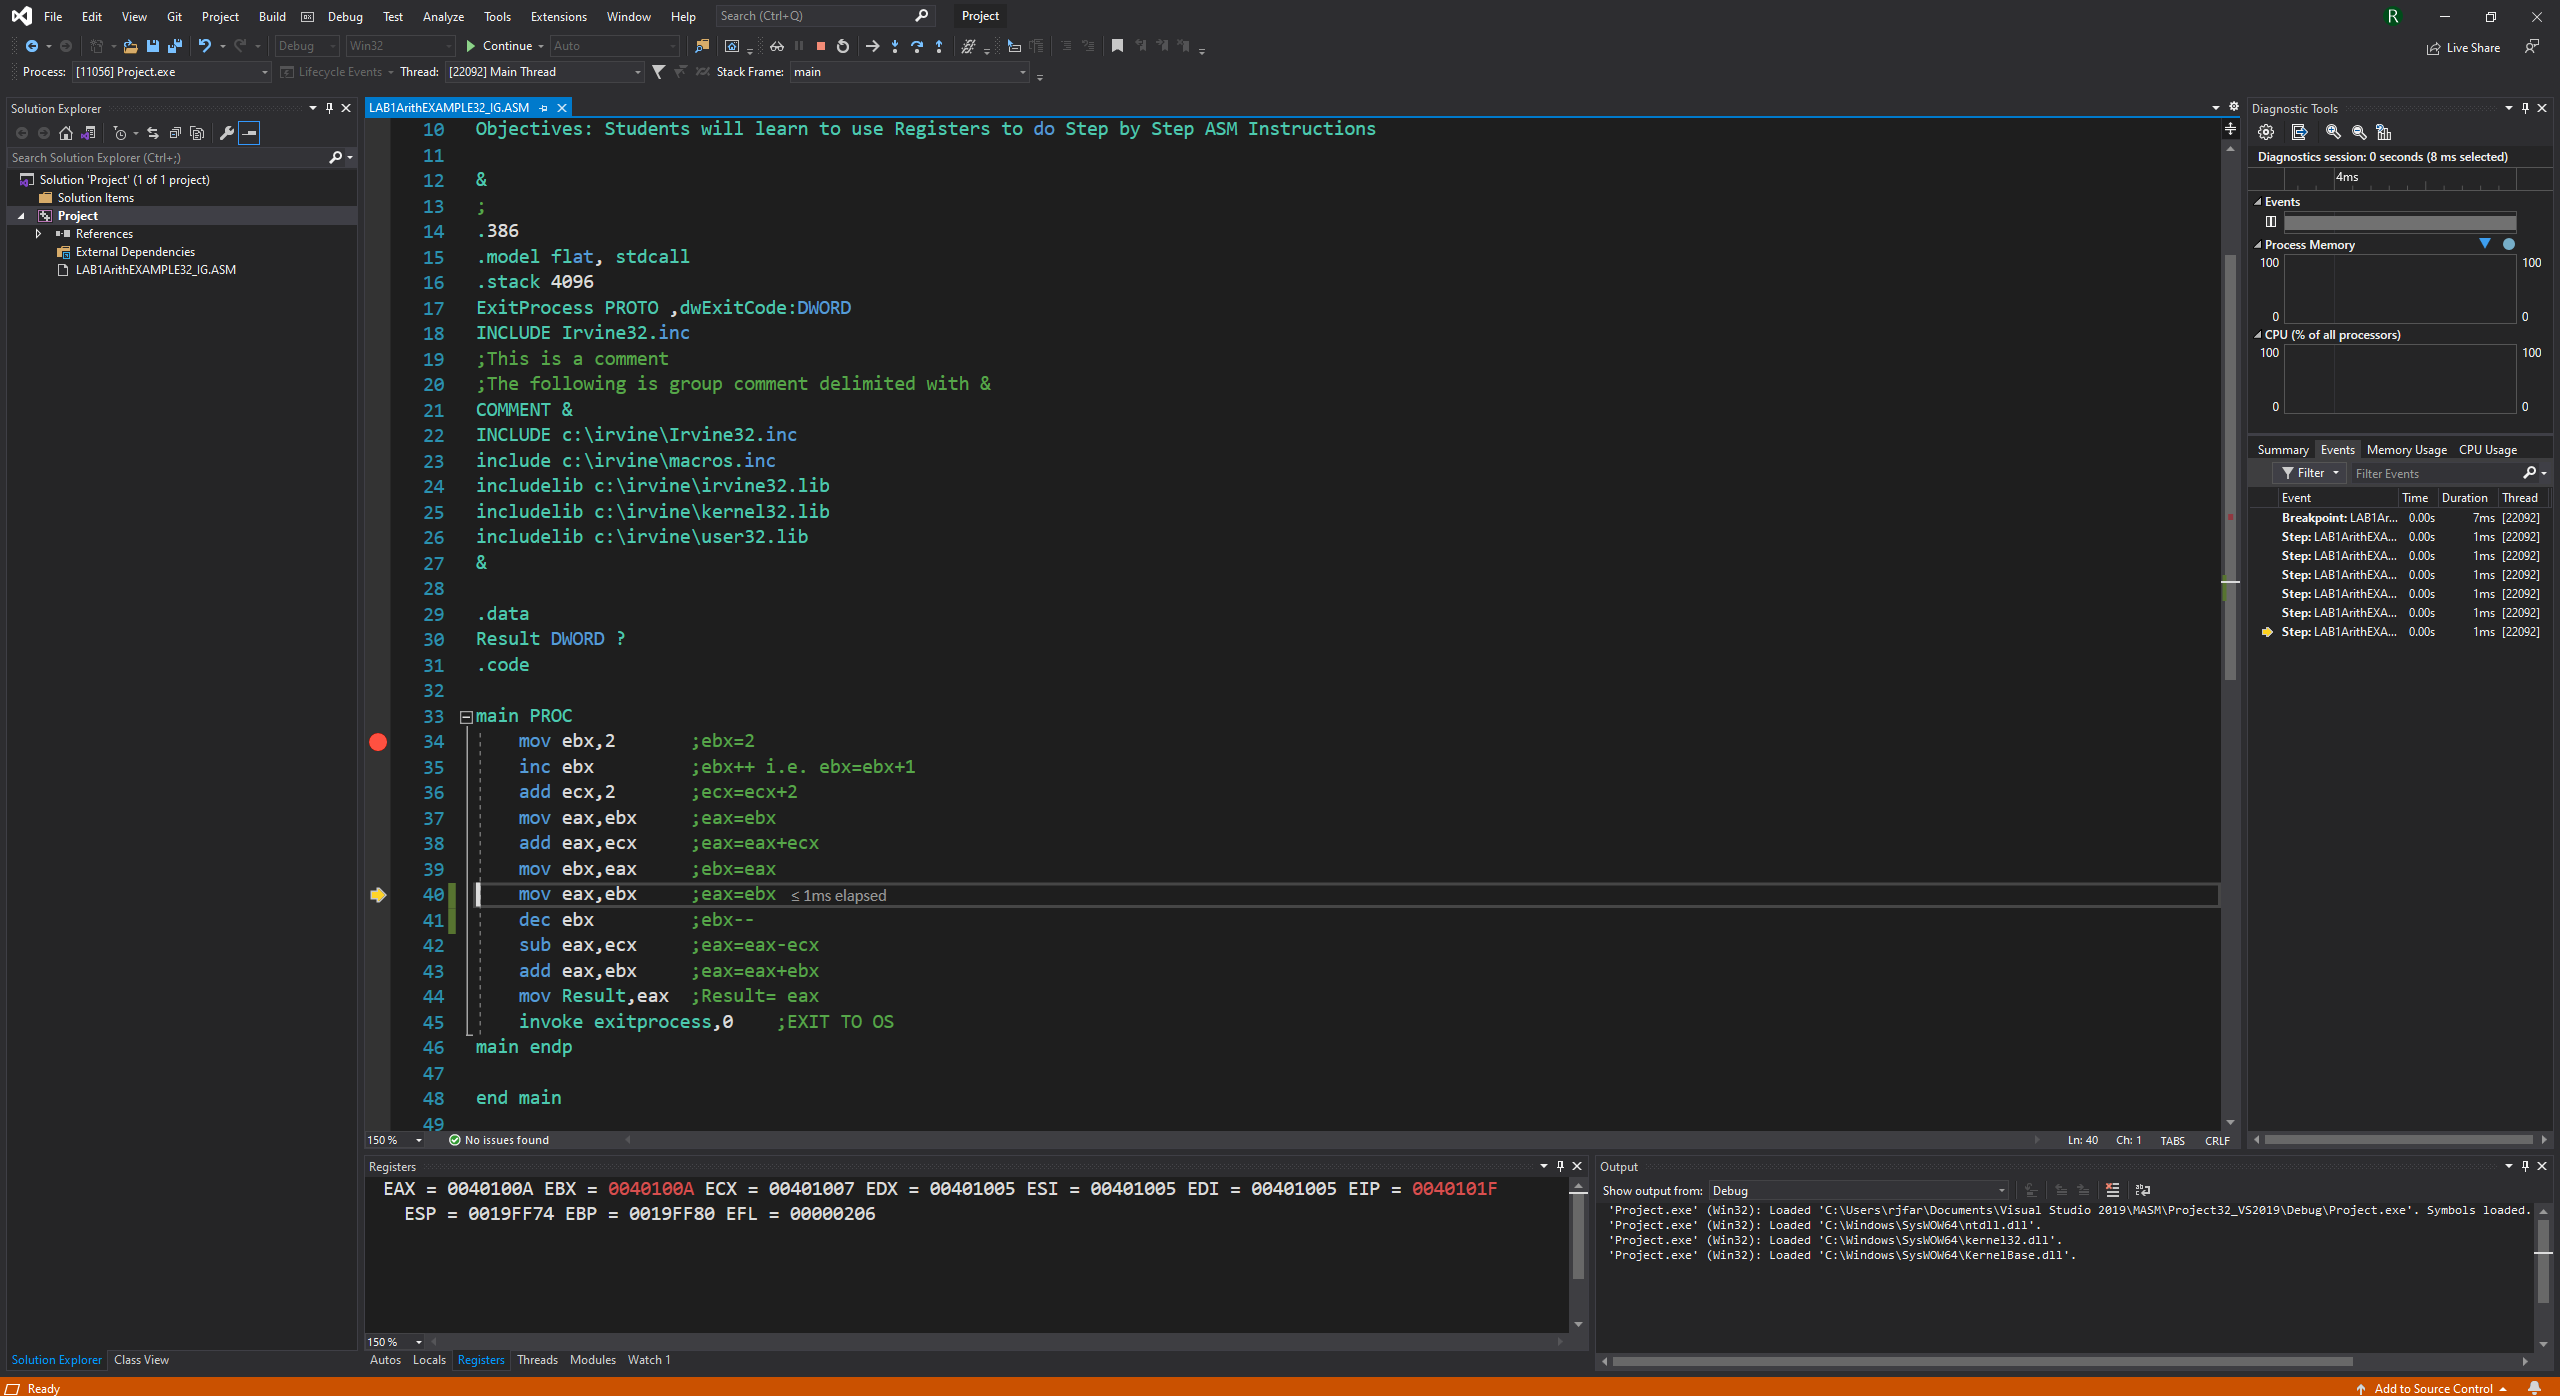 File Edit View Git Project Build Debug Test Analyze Tools Extensions Window Help Search (Ctrl+Q) Project R
Debug Win32 Continue Auto Live Share
Process: [11056] Project.exe Lifecycle Events Thread: [22092] Main Thread Stack Frame: main
Solution Explorer
Search Solution Explorer (Ctrl+;)
Solution 'Project' (1 of 1 project)
Solution Items
Project
References
External Dependencies
LAB1ArithEXAMPLE32_IG.ASM
Solution Explorer Class View
LAB1ArithEXAMPLE32_IG.ASM
10 Objectives: Students will learn to use Registers to do Step by Step ASM Instructions
11
12 &
13 ;
14 .386
15 .model flat, stdcall
16 .stack 4096
17 ExitProcess PROTO ,dwExitCode:DWORD
18 INCLUDE Irvine32.inc
19 ;This is a comment
20 ;The following is group comment delimited with &
21 COMMENT &
22 INCLUDE c:\irvine\Irvine32.inc
23 include c:\irvine\macros.inc
24 includelib c:\irvine\irvine32.lib
25 includelib c:\irvine\kernel32.lib
26 includelib c:\irvine\user32.lib
27 &
28
29 .data
30 Result DWORD ?
31 .code
32
33 main PROC
34 mov ebx,2 ;ebx=2
35 inc ebx ;ebx++ i.e. ebx=ebx+1
36 add ecx,2 ;ecx=ecx+2
37 mov eax,ebx ;eax=ebx
38 add eax,ecx ;eax=eax+ecx
39 mov ebx,eax ;ebx=eax
40 mov eax,ebx ;eax=ebx ≤ 1ms elapsed
41 dec ebx ;ebx--
42 sub eax,ecx ;eax=eax-ecx
43 add eax,ebx ;eax=eax+ebx
44 mov Result,eax ;Result= eax
45 invoke exitprocess,0 ;EXIT TO OS
46 main endp
47
48 end main
49
150 % No issues found Ln: 40 Ch: 1 TABS CRLF
Registers
EAX = 0040100A EBX = 0040100A ECX = 00401007 EDX = 00401005 ESI = 00401005 EDI = 00401005 EIP = 0040101F
ESP = 0019FF74 EBP = 0019FF80 EFL = 00000206
150 %
Autos Locals Registers Threads Modules Watch 1
Output
Show output from: Debug
'Project.exe' (Win32): Loaded 'C:\Users\rjfar\Documents\Visual Studio 2019\MASM\Project32_VS2019\Debug\Project.exe'. Symbols loaded.
'Project.exe' (Win32): Loaded 'C:\Windows\SysWOW64\ntdll.dll'.
'Project.exe' (Win32): Loaded 'C:\Windows\SysWOW64\kernel32.dll'.
'Project.exe' (Win32): Loaded 'C:\Windows\SysWOW64\KernelBase.dll'.
Diagnostic Tools
Diagnostics session: 0 seconds (8 ms selected)
4ms
Events
Process Memory
100 100
0 0
CPU (% of all processors)
100 100
0 0
Summary Events Memory Usage CPU Usage
Filter Filter Events
Event Time Duration Thread
Breakpoint: LAB1Ar... 0.00s 7ms [22092]
Step: LAB1ArithEXA... 0.00s 1ms [22092]
Step: LAB1ArithEXA... 0.00s 1ms [22092]
Step: LAB1ArithEXA... 0.00s 1ms [22092]
Step: LAB1ArithEXA... 0.00s 1ms [22092]
Step: LAB1ArithEXA... 0.00s 1ms [22092]
Step: LAB1ArithEXA... 0.00s 1ms [22092]
Ready Add to Source Control